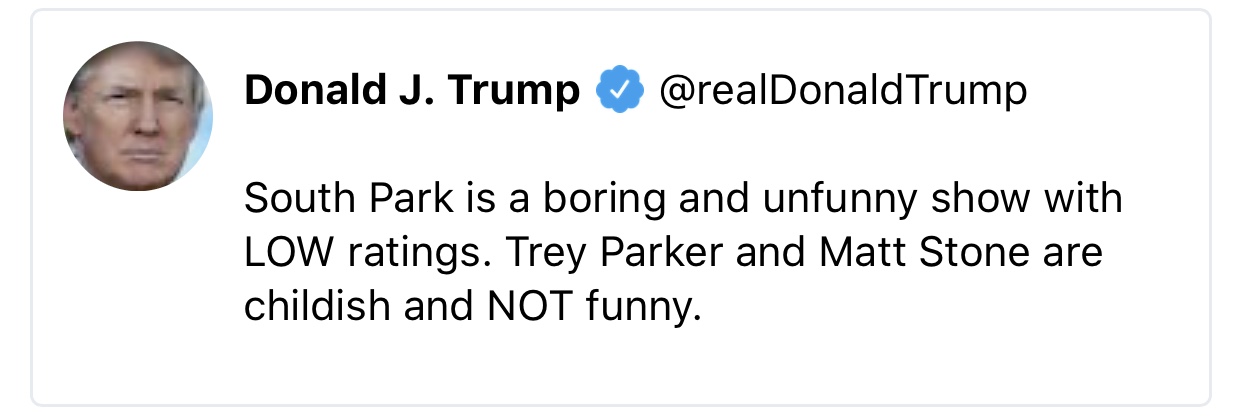 Donald J. Trump @realDonaldTrump
South Park is a boring and unfunny show with
LOW ratings. Trey Parker and Matt Stone are
childish and NOT funny.